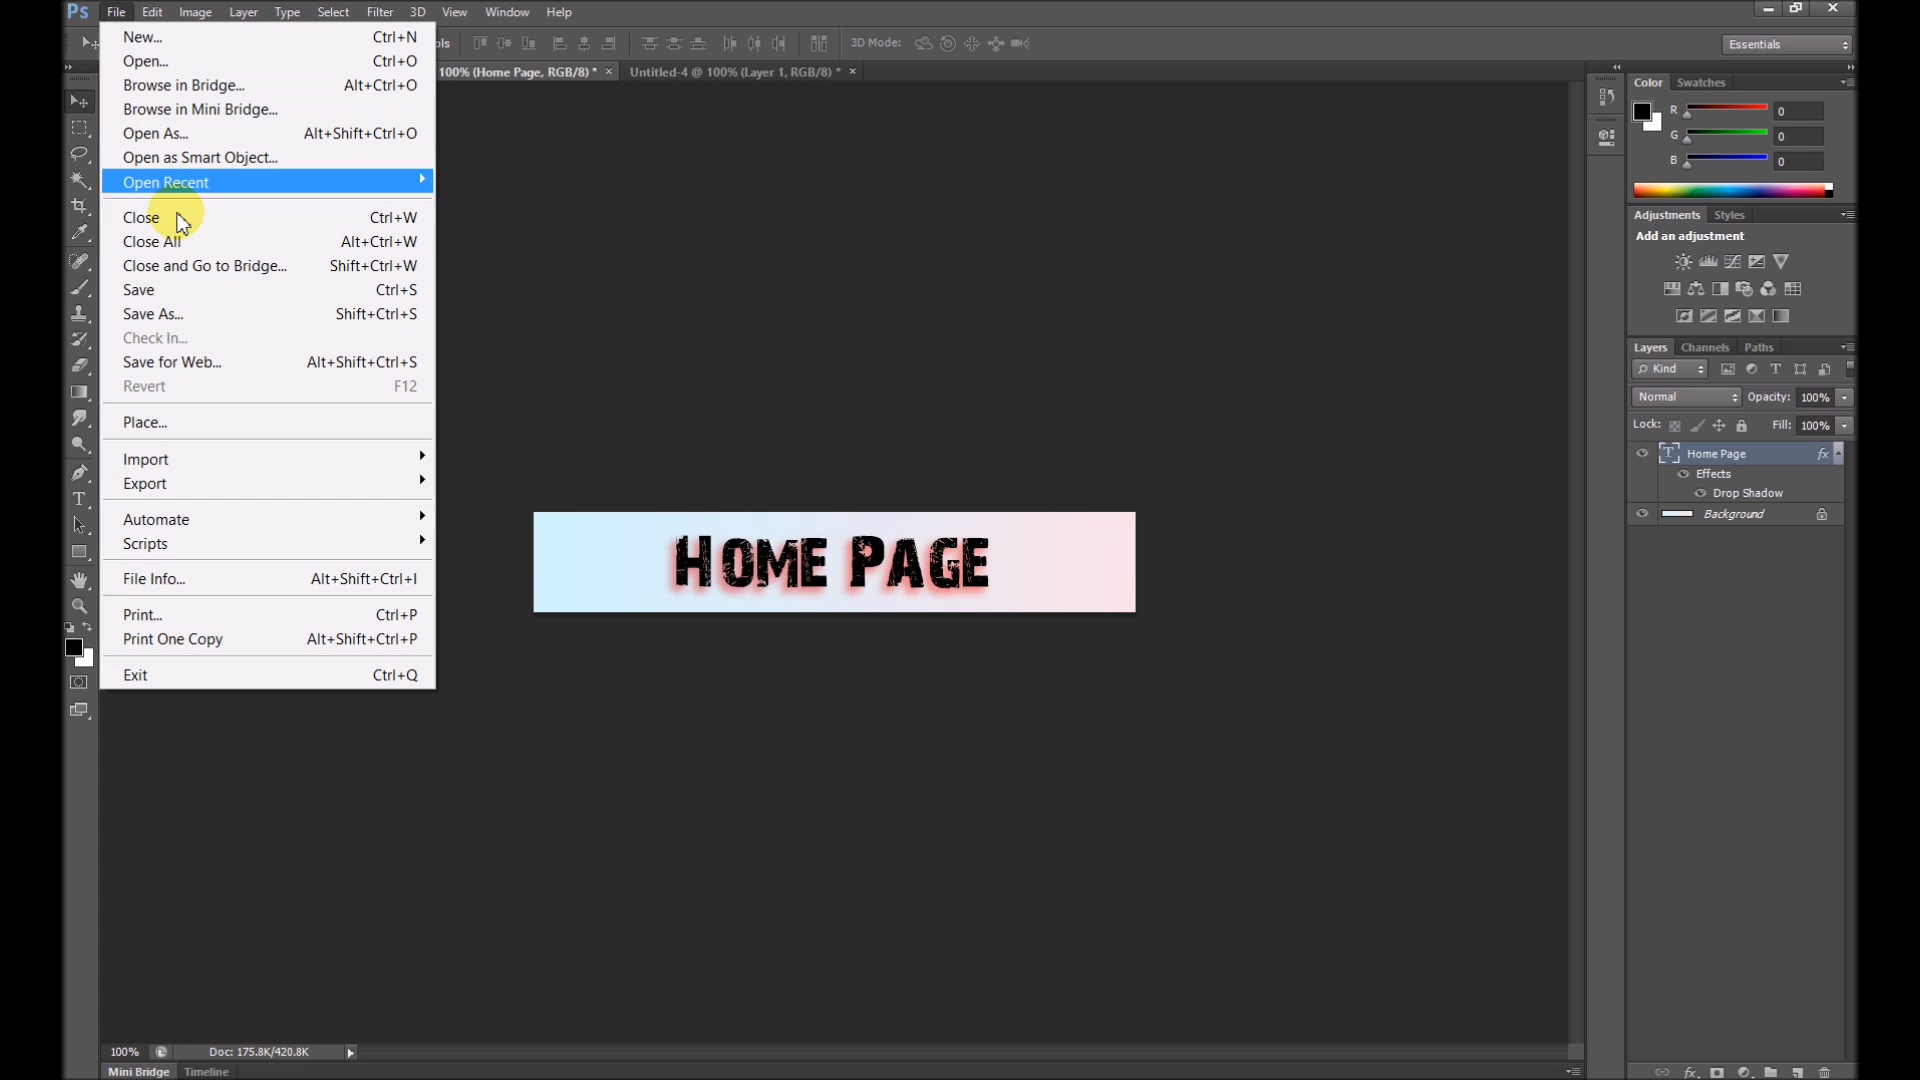 Ps File Edit Image Layer Type Select Filter 3D View Window Help
ols 3D Mode: Essentials
100% (Home Page, RGB/8) * × Untitled-4 @ 100% (Layer 1, RGB/8) * ×
New... Ctrl+N
Open... Ctrl+O
Browse in Bridge... Alt+Ctrl+O
Browse in Mini Bridge...
Open As... Alt+Shift+Ctrl+O
Open as Smart Object...
Open Recent
Close Ctrl+W
Close All Alt+Ctrl+W
Close and Go to Bridge... Shift+Ctrl+W
Save Ctrl+S
Save As... Shift+Ctrl+S
Check In...
Save for Web... Alt+Shift+Ctrl+S
Revert F12
Place...
Import
Export
Automate
Scripts
File Info... Alt+Shift+Ctrl+I
Print... Ctrl+P
Print One Copy Alt+Shift+Ctrl+P
Exit Ctrl+Q
HOME PAGE
Color Swatches
R 0
G 0
B 0
Adjustments Styles
Add an adjustment
Layers Channels Paths
Kind
Normal Opacity: 100%
Lock: Fill: 100%
T Home Page fx
Effects
Drop Shadow
Background
100% Doc: 175.8K/420.8K
Mini Bridge Timeline
fx